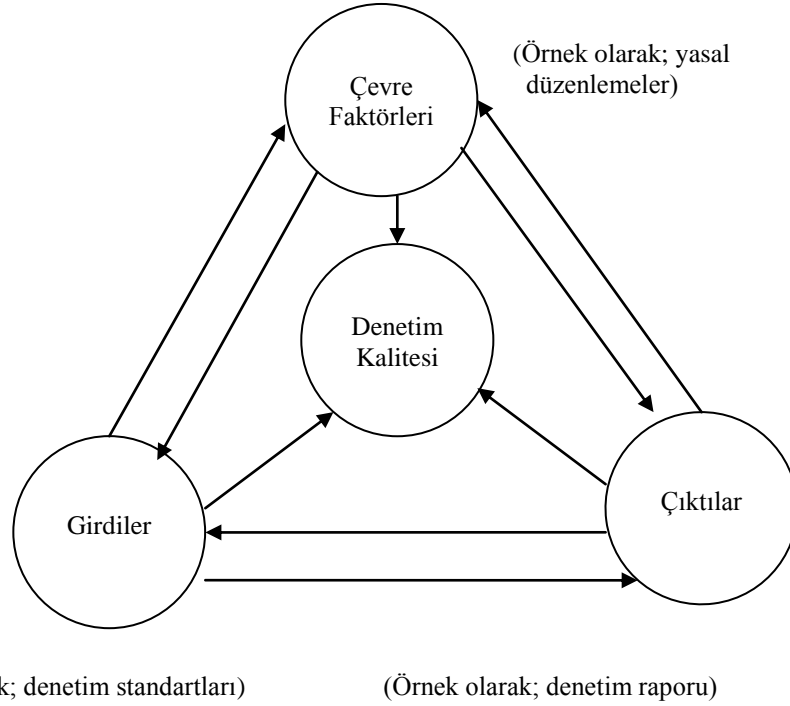 (Örnek olarak; yasal
düzenlemeler)
Çevre
Faktörleri
Denetim
Kalitesi
Girdiler
Çıktılar
denetim standartları)
(Örnek olarak; denetim raporu)